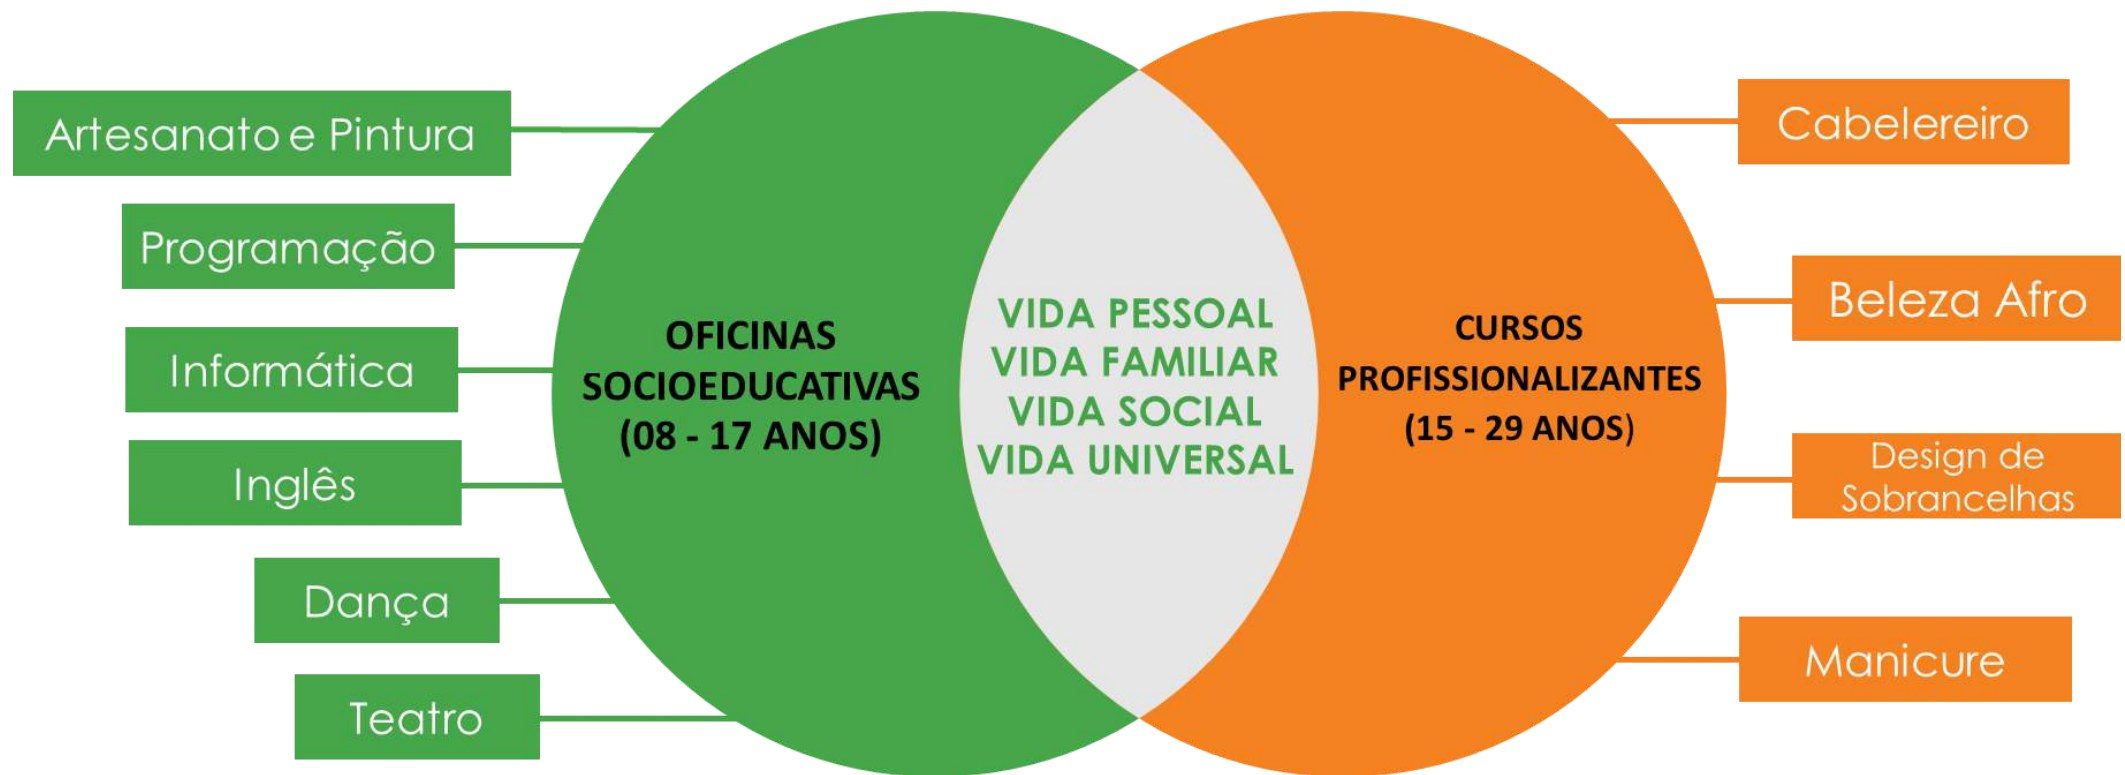 Artesanato e Pintura
Programação
Informática
Inglês
Dança
Teatro
OFICINAS
SOCIOEDUCATIVAS
(08 - 17 ANOS)
VIDA PESSOAL
VIDA FAMILIAR
VIDA SOCIAL
VIDA UNIVERSAL
CURSOS
PROFISSIONALIZANTES
(15 - 29 ANOS)
Cabelereiro
Beleza Afro
Design de
Sobrancelhas
Manicure